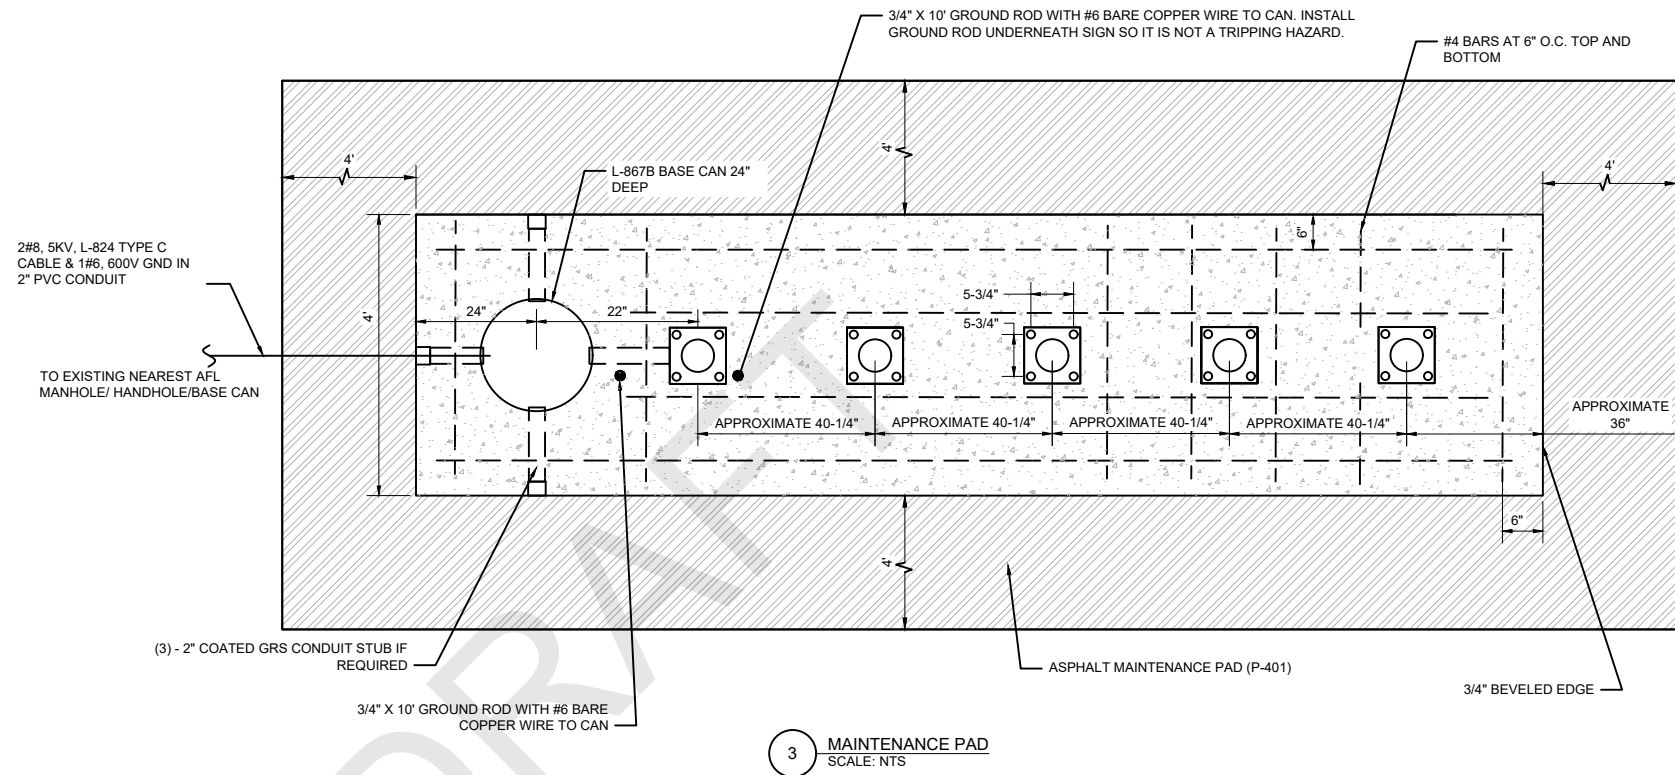 3/4" X 10' GROUND ROD WITH #6 BARE COPPER WIRE TO CAN. INSTALL
GROUND ROD UNDERNEATH SIGN SO IT IS NOT A TRIPPING HAZARD.
#4 BARS AT 6" O.C. TOP AND
BOTTOM
4'
4'
4'
L-867B BASE CAN 24"
DEEP
2#8, 5KV, L-824 TYPE C
CABLE & 1#6, 600V GND IN
2" PVC CONDUIT
6"
5-3/4"
24"
22"
4'
5-3/4"
TO EXISTING NEAREST AFL
MANHOLE/ HANDHOLE/BASE CAN
APPROXIMATE 40-1/4"
APPROXIMATE 40-1/4"
APPROXIMATE 40-1/4"
APPROXIMATE 40-1/4"
APPROXIMATE
36"
6"
4'
(3) - 2" COATED GRS CONDUIT STUB IF
REQUIRED
ASPHALT MAINTENANCE PAD (P-401)
3/4" BEVELED EDGE
3/4" X 10' GROUND ROD WITH #6 BARE
COPPER WIRE TO CAN
3
MAINTENANCE PAD
SCALE: NTS
DRAFT